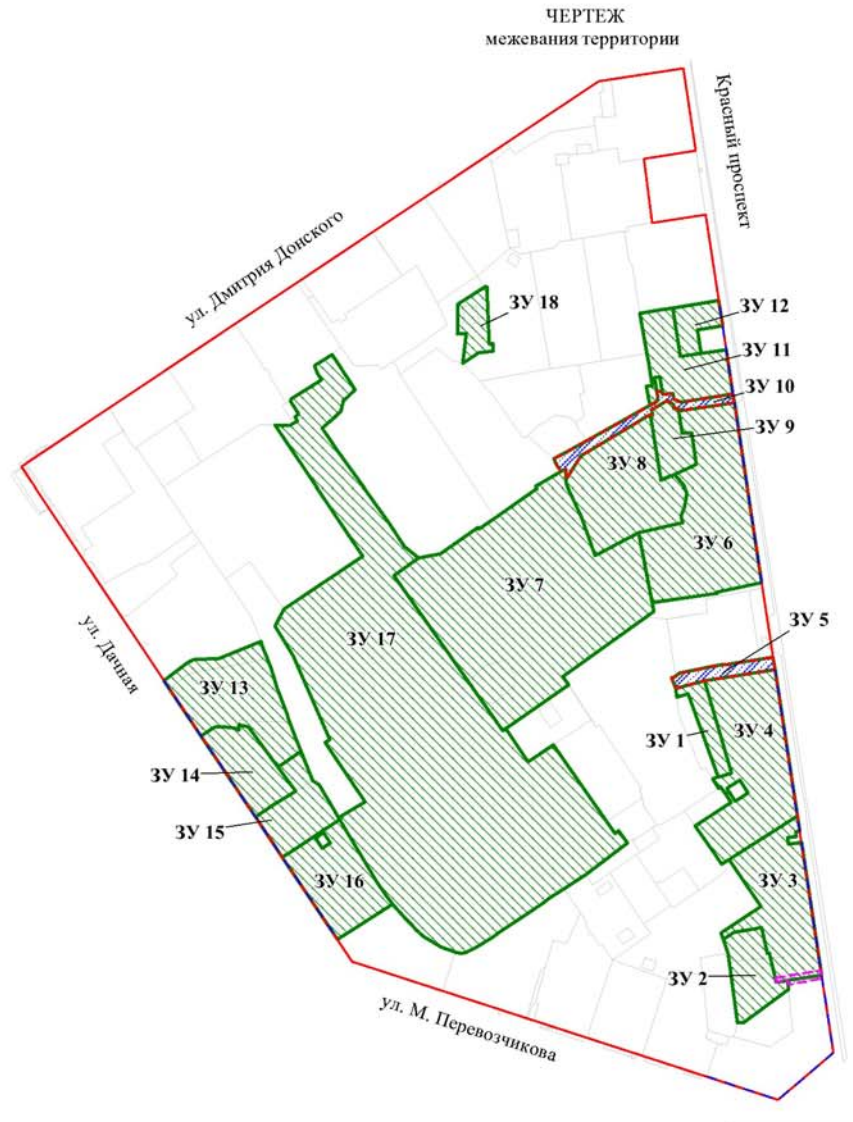 ЧЕРТЕЖ
межевания территории
Красный проспект
ул. Дмитрия Донского
ЗУ 18
ЗУ 12
ЗУ 11
ЗУ 10
ЗУ 9
ЗУ 8
ЗУ 6
ЗУ 7
ЗУ 5
ул. Дачная
ЗУ 17
ЗУ 13
ЗУ 1
ЗУ 4
ЗУ 14
ЗУ 15
ЗУ 16
ЗУ 3
ЗУ 2
ул. М. Перевозчикова